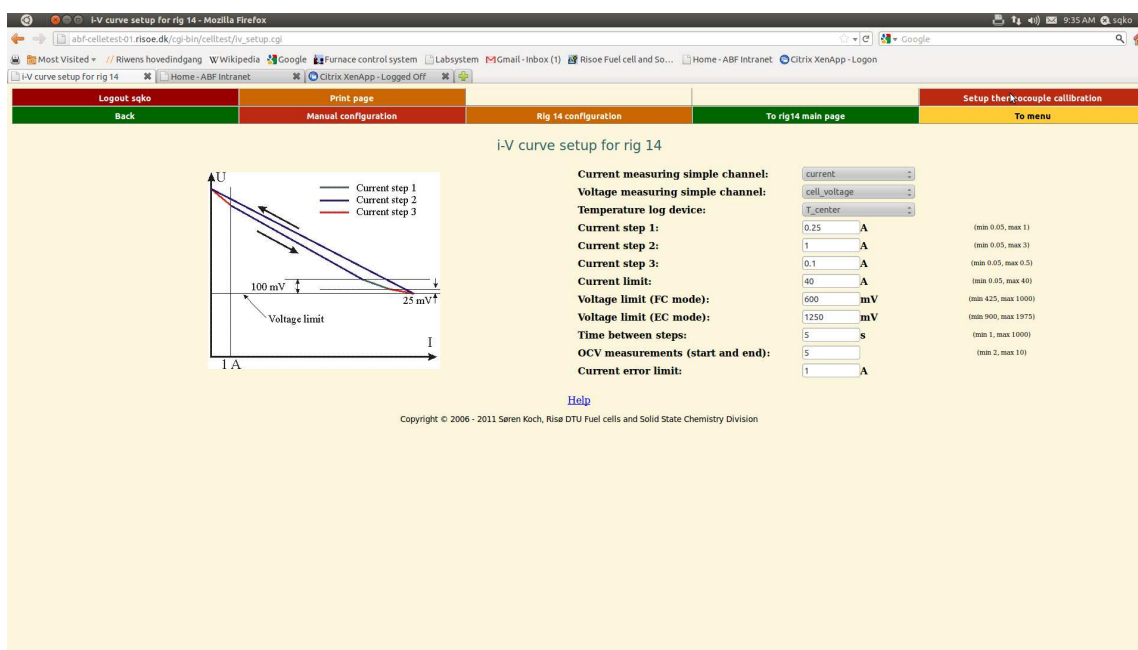 i-V curve setup for rig 14 - Mozilla Firefox
9:35 AM sqko
abf-celletest-01.risoe.dk/cgi-bin/celltest/iv_setup.cgi
Google
Most Visited Riwens hovedindgang Wikipedia Google Furnace control system Labsystem Gmail - Inbox (1) Risoe Fuel cell and So... Home - ABF Intranet Citrix XenApp - Logon
i-V curve setup for rig 14 Home - ABF Intranet Citrix XenApp - Logged Off
Logout sqko Print page Setup thermocouple callibration
Back Manual configuration Rig 14 configuration To rig14 main page To menu
i-V curve setup for rig 14
U
Current step 1
Current step 2
Current step 3
100 mV
25 mV
Voltage limit
I
1 A
Current measuring simple channel: current
Voltage measuring simple channel: cell_voltage
Temperature log device: T_center
Current step 1: 0.25 A (min 0.05, max 1)
Current step 2: 1 A (min 0.05, max 3)
Current step 3: 0.1 A (min 0.05, max 0.5)
Current limit: 40 A (min 0.05, max 40)
Voltage limit (FC mode): 600 mV (min 425, max 1000)
Voltage limit (EC mode): 1250 mV (min 900, max 1975)
Time between steps: 5 s (min 1, max 1000)
OCV measurements (start and end): 5 (min 2, max 10)
Current error limit: 1 A
Help
Copyright © 2006 - 2011 Søren Koch, Risø DTU Fuel cells and Solid State Chemistry Division